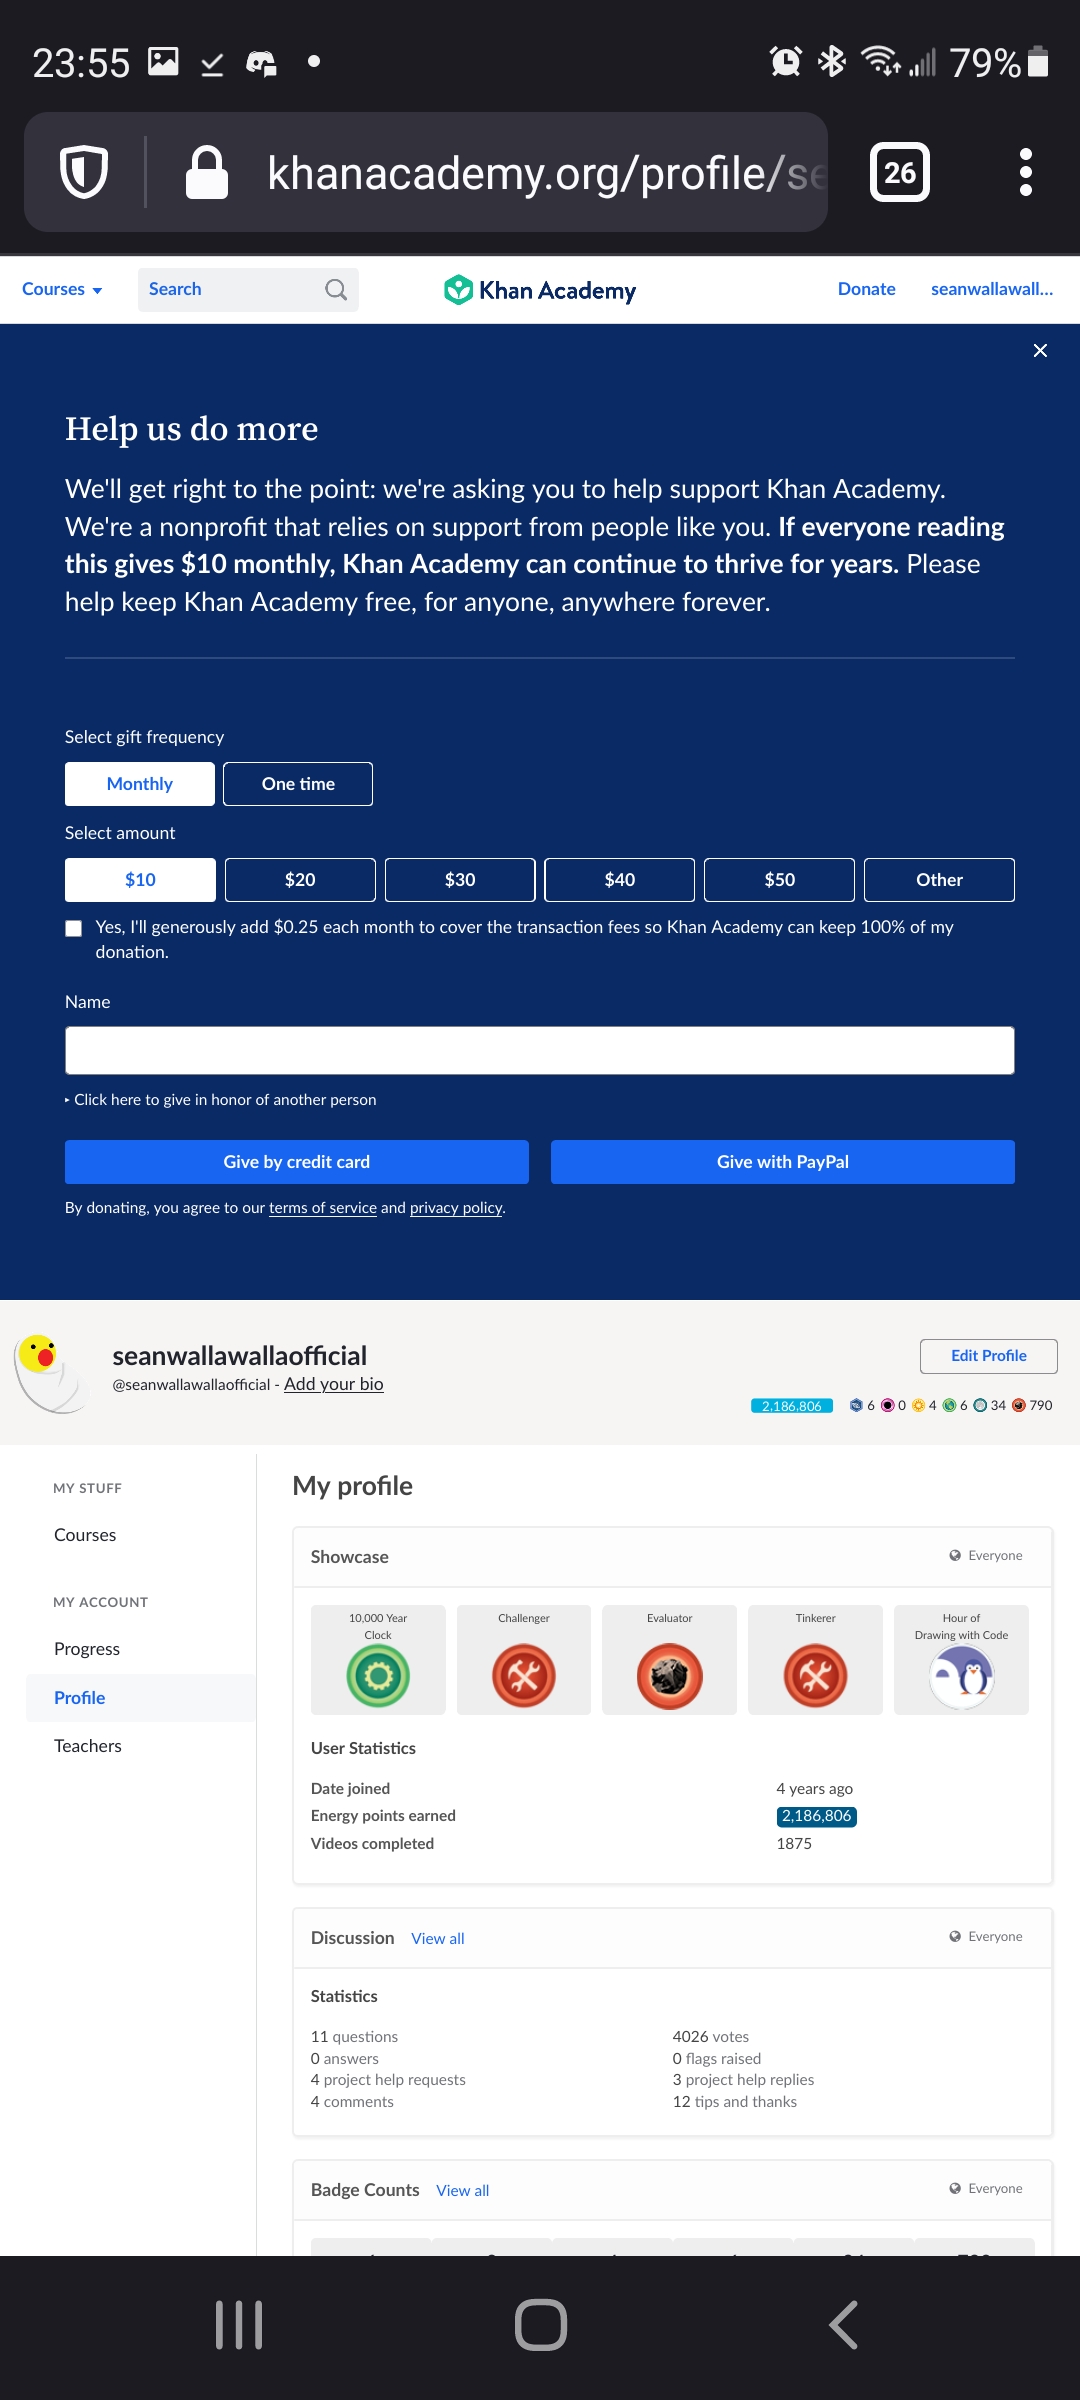 23:55
79%
khanacademy.org/profile/se
26
Courses
Search
Khan Academy
Donate
seanwallawall...
Help us do more
We'll get right to the point: we're asking you to help support Khan Academy.
We're a nonprofit that relies on support from people like you. If everyone reading
this gives $10 monthly, Khan Academy can continue to thrive for years. Please
help keep Khan Academy free, for anyone, anywhere forever.
Select gift frequency
Monthly
One time
Select amount
$10
$20
$30
$40
$50
Other
Yes, I'll generously add $0.25 each month to cover the transaction fees so Khan Academy can keep 100% of my
donation.
Name
Click here to give in honor of another person
Give by credit card
Give with PayPal
By donating, you agree to our terms of service and privacy policy.
seanwallawallaofficial
@seanwallawallaofficial - Add your bio
Edit Profile
2,186,806
6 0 4 6 34 790
MY STUFF
Courses
MY ACCOUNT
Progress
Profile
Teachers
My profile
Showcase
Everyone
10,000 Year
Clock
Challenger
Evaluator
Tinkerer
Hour of
Drawing with Code
User Statistics
Date joined 4 years ago
Energy points earned 2,186,806
Videos completed 1875
Discussion View all
Everyone
Statistics
11 questions
0 answers
4 project help requests
4 comments
4026 votes
0 flags raised
3 project help replies
12 tips and thanks
Badge Counts View all
Everyone